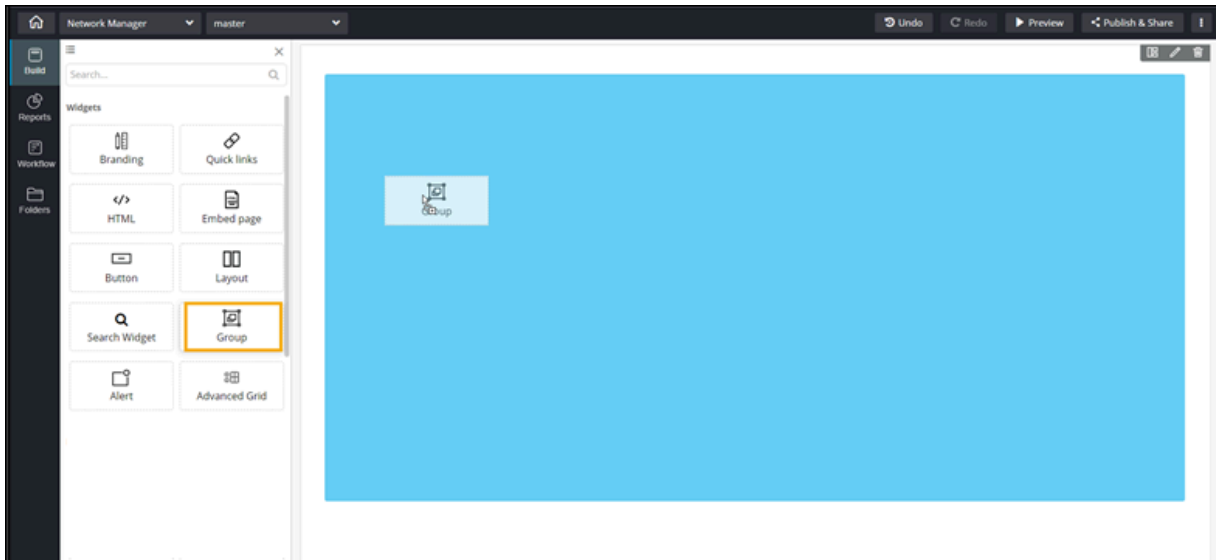 Network Manager
master
Undo
Redo
Preview
Publish & Share
Build
Reports
Workflow
Folders
Search...
Widgets
Branding
Quick links
HTML
Embed page
Button
Layout
Search Widget
Group
Alert
Advanced Grid
Group